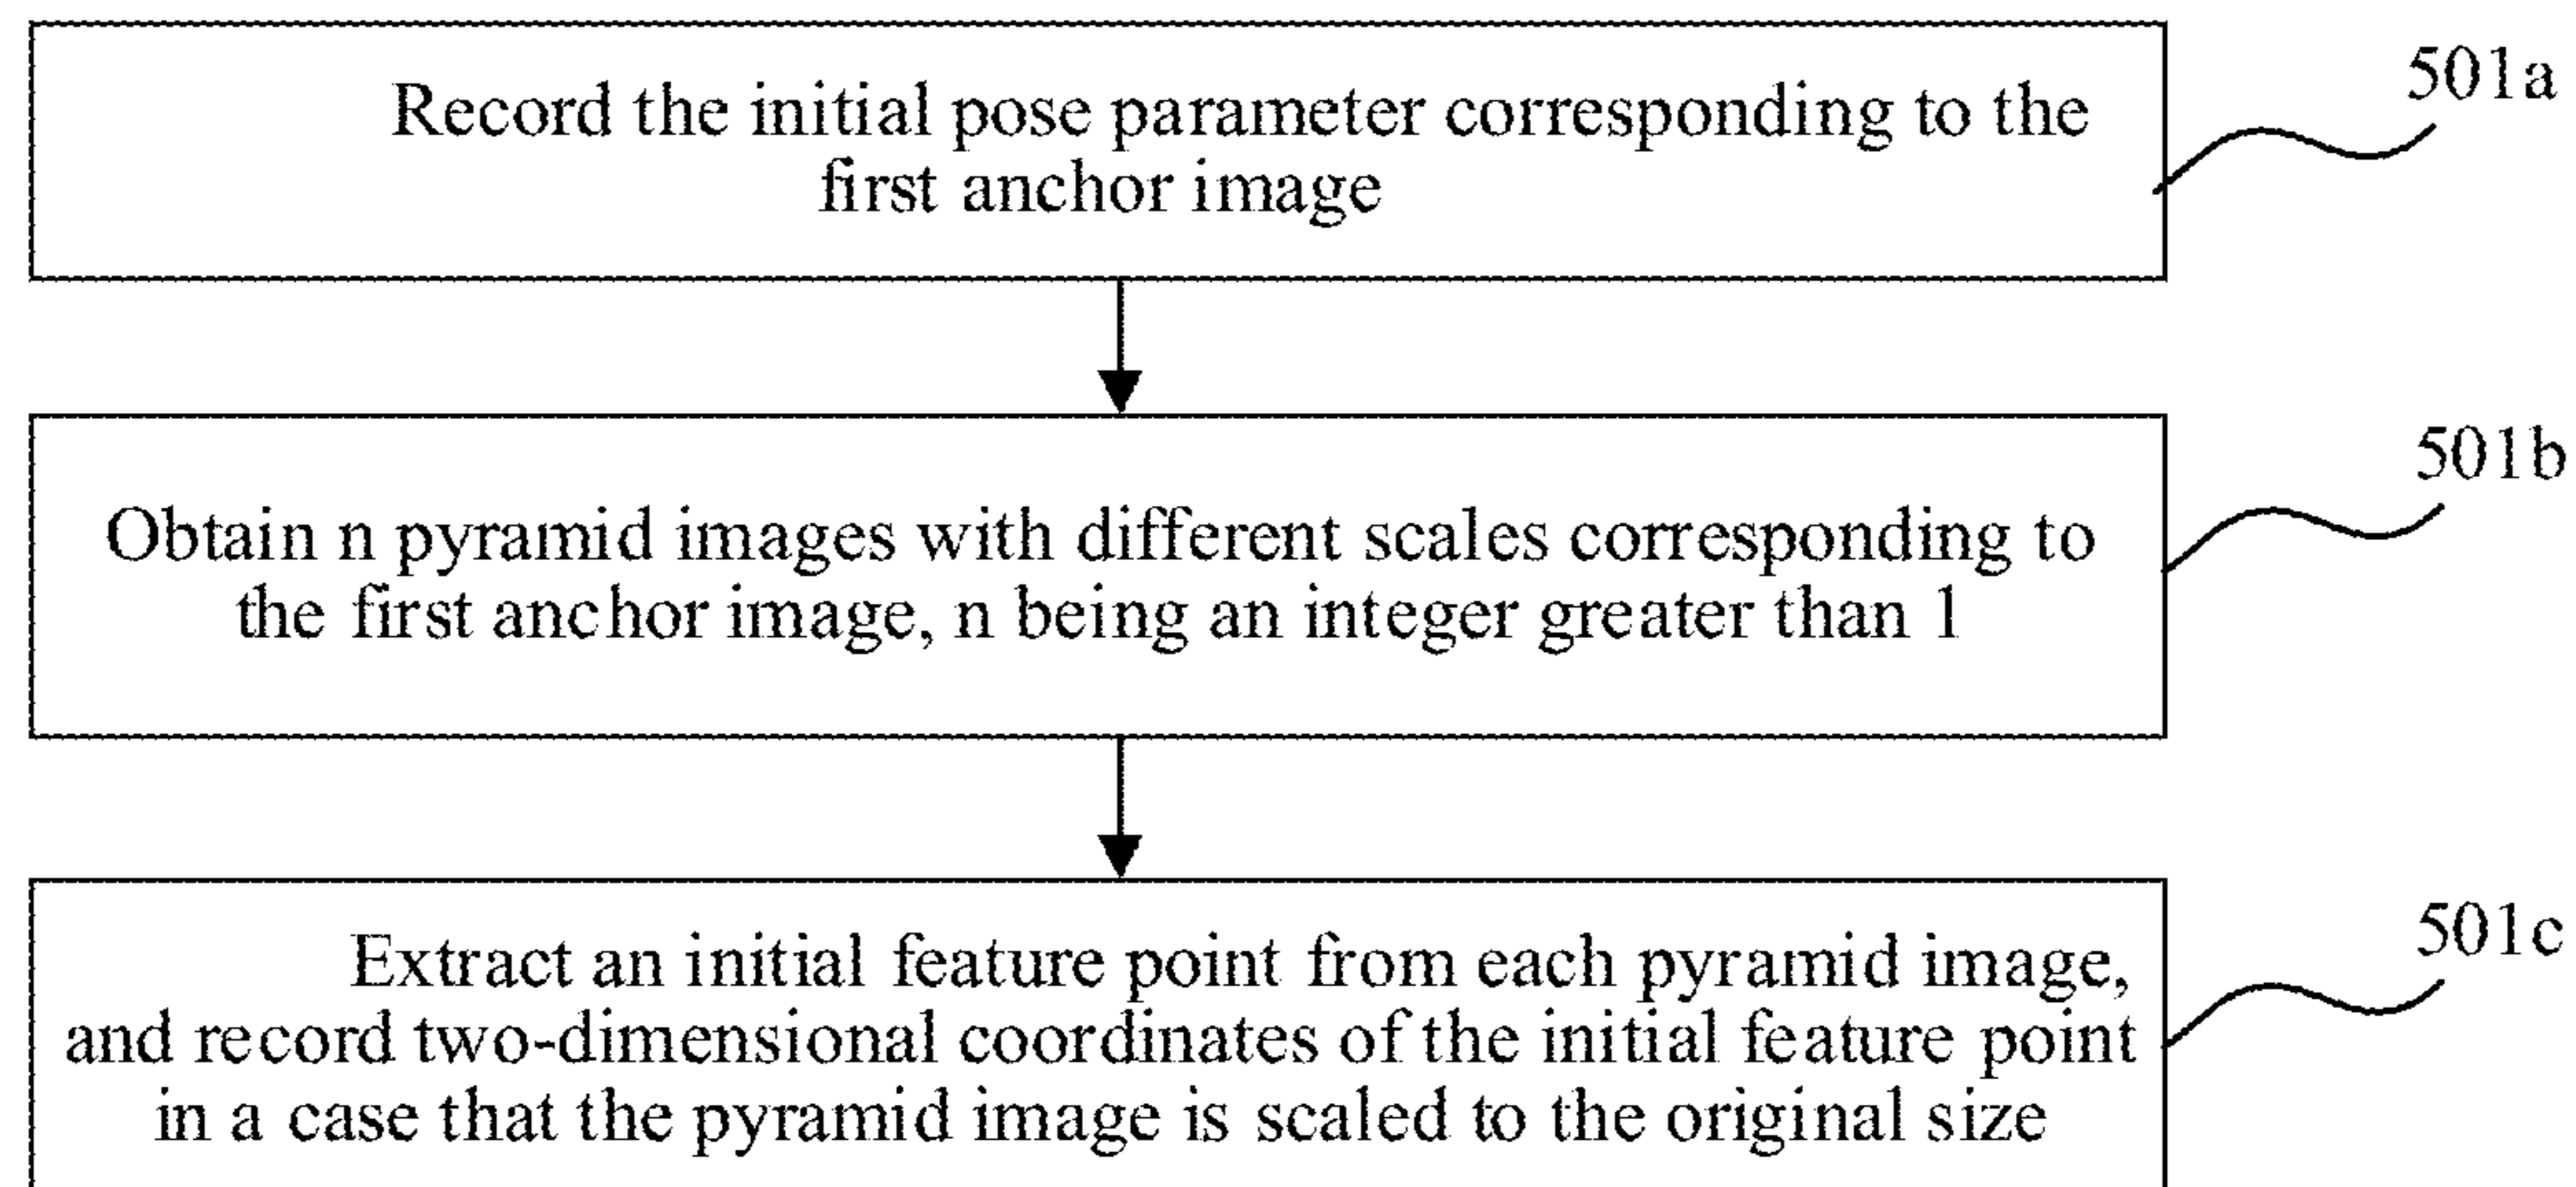 Record the initial pose parameter corresponding to the
first anchor image
501a
Obtain n pyramid images with different scales corresponding to
the first anchor image, n being an integer greater than 1
501b
Extract an initial feature point from each pyramid image,
and record two-dimensional coordinates of the initial feature point
in a case that the pyramid image is scaled to the original size
501c